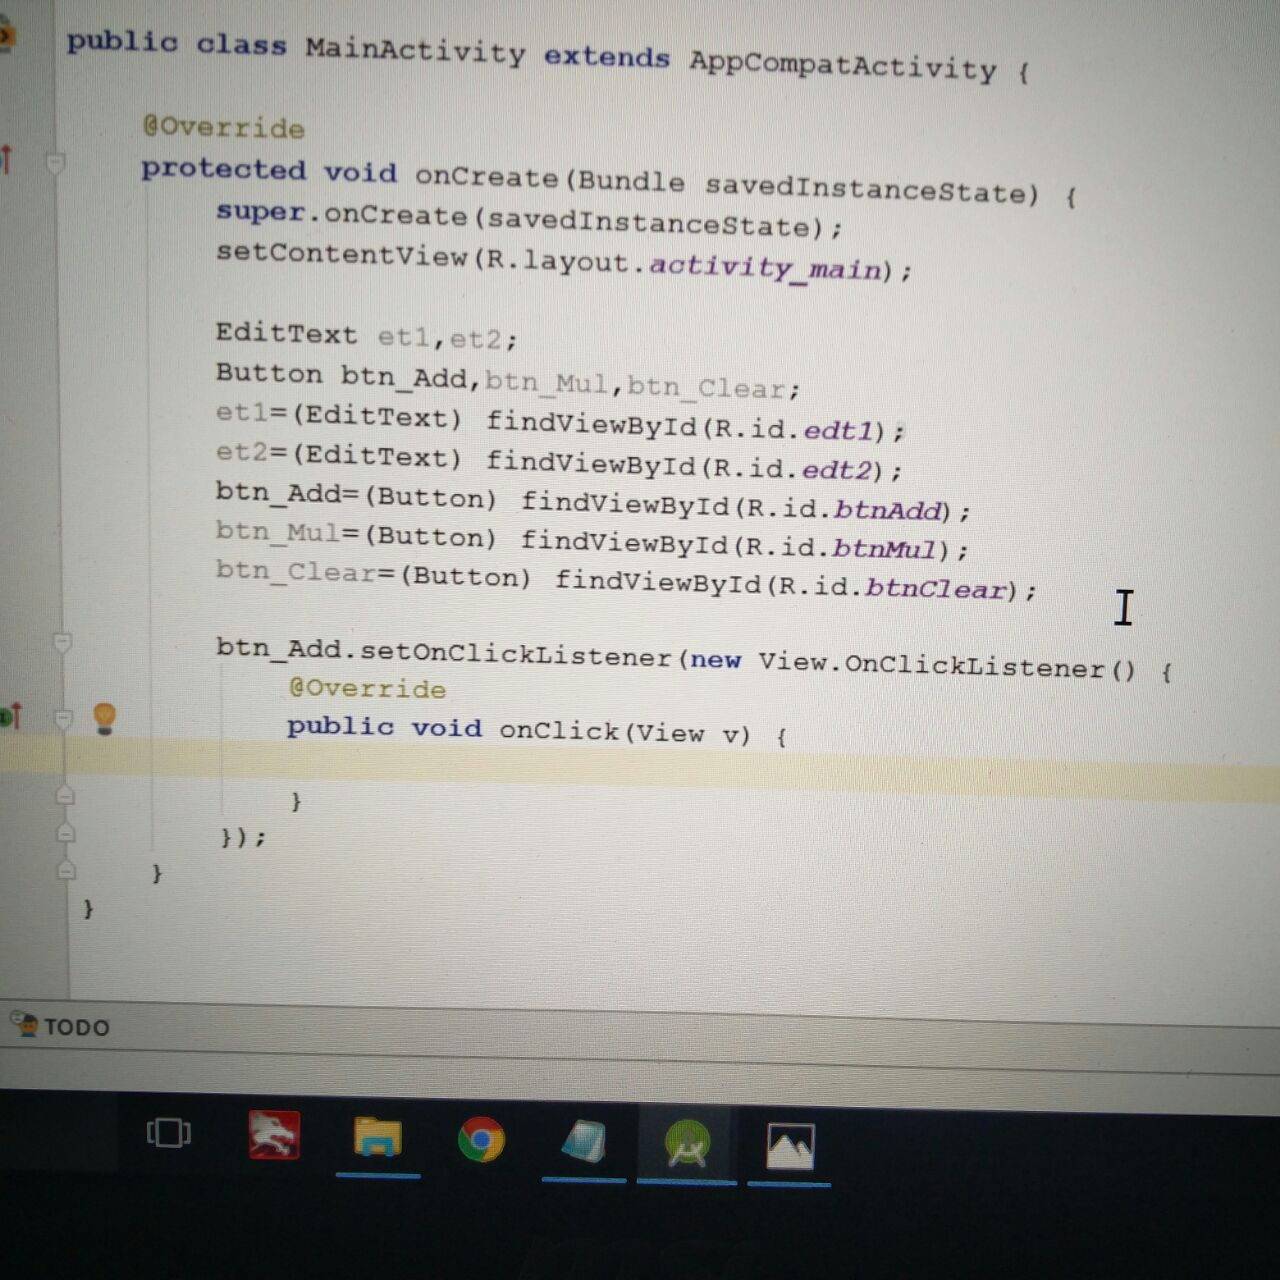 public class MainActivity extends AppCompatActivity {
@Override
protected void onCreate(Bundle savedInstanceState) {
super.onCreate(savedInstanceState);
setContentView(R.layout.activity_main);
EditText et1,et2;
Button btn_Add,btn_Mul,btn_Clear;
et1=(EditText) findViewById(R.id.edt1);
et2=(EditText) findViewById(R.id.edt2);
btn_Add=(Button) findViewById(R.id.btnAdd);
btn_Mul=(Button) findViewById(R.id.btnMul);
btn_Clear=(Button) findViewById(R.id.btnClear);
btn_Add.setOnClickListener(new View.OnClickListener() {
@Override
public void onClick(View v) {
}
});
}
}
TODO